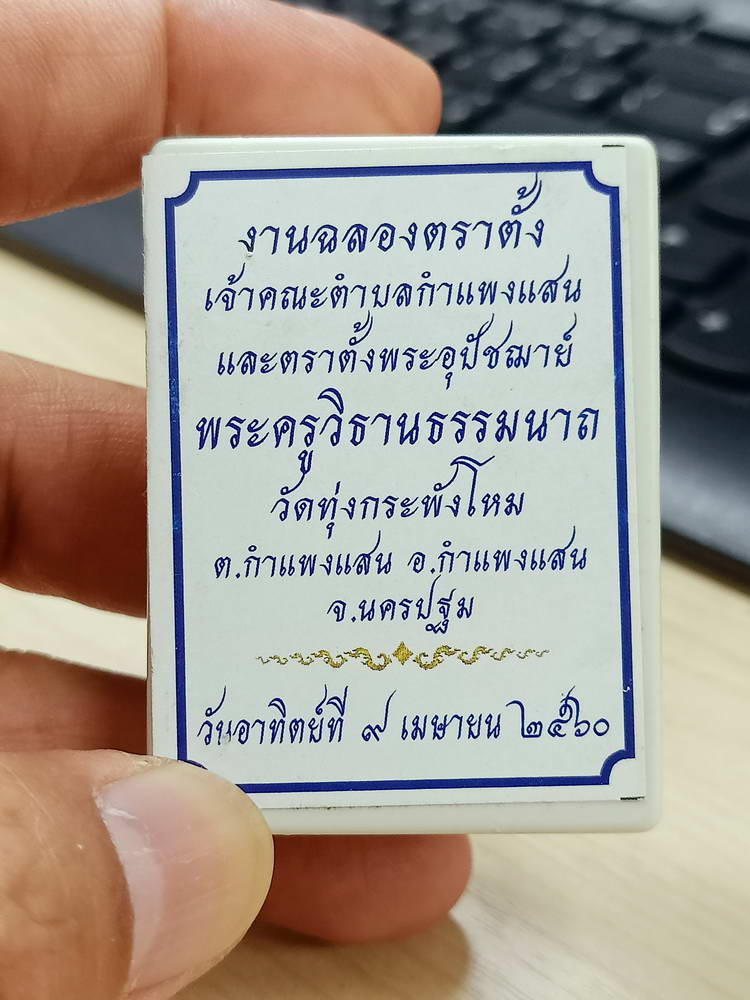 งานฉลองตราตั้ง
เจ้าคณะตำบลกำแพงแสน
และตราตั้งพระอุปัชฌาย์
พระครูวิธานธรรมนาถ
วัดทุ่งกระพังโหม
ต.กำแพงแสน อ.กำแพงแสน
จ.นครปฐม
วันอาทิตย์ที่ ๙ เมษายน ๒๕๖๐